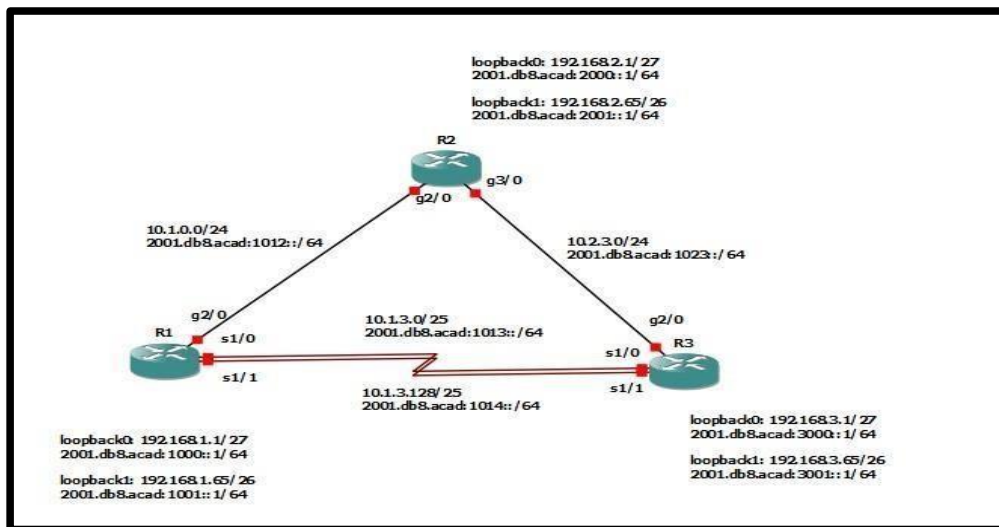 loopback0: 192.168.2.1/27
2001.db8.acad:2000::1/64
loopback1: 192.168.2.65/26
2001.db8.acad:2001::1/64
R2
g3/0
g2/0
10.1.0.0/24
2001.db8.acad:1012::/64
10.2.3.0/24
2001.db8.acad:1023::/64
g2/0
R1
s1/0
10.1.3.0/25
2001.db8.acad:1013::/64
g2/0
R3
s1/0
s1/1
s1/1
10.1.3.128/25
2001.db8.acad:1014::/64
loopback0: 192.168.1.1/27
2001.db8.acad:1000::1/64
loopback1: 192.168.1.65/26
2001.db8.acad:1001::1/64
loopback0: 192.168.3.1/27
2001.db8.acad:3000::1/64
loopback1: 192.168.3.65/26
2001.db8.acad:3001::1/64